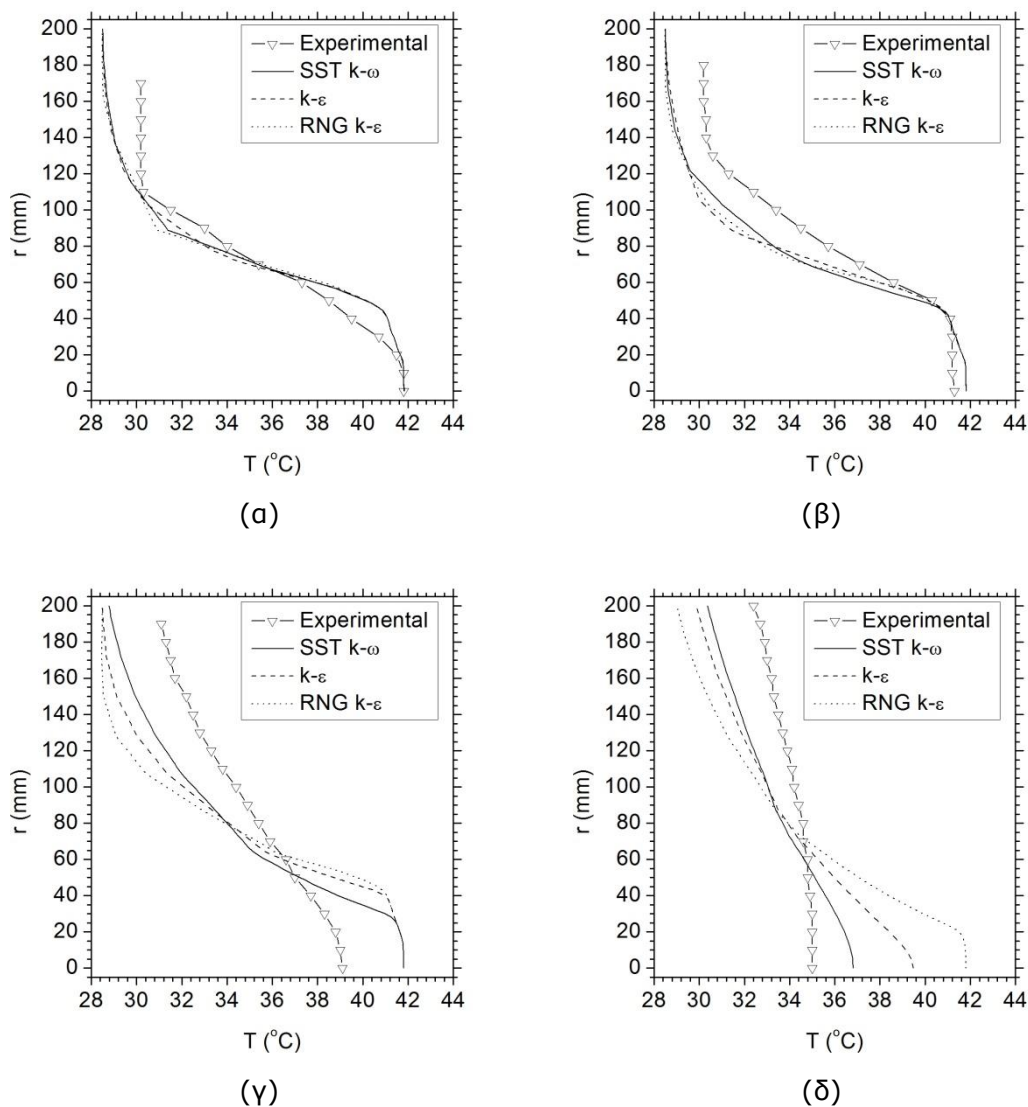 200
180
160
140
120
100
80
60
40
20
0
r (mm)
Experimental
SST k-ω
k-ε
RNG k-ε
28 30 32 34 36 38 40 42 44
T (°C)
(α)
200
180
160
140
120
100
80
60
40
20
0
r (mm)
Experimental
SST k-ω
k-ε
RNG k-ε
28 30 32 34 36 38 40 42 44
T (°C)
(β)
200
180
160
140
120
100
80
60
40
20
0
r (mm)
Experimental
SST k-ω
k-ε
RNG k-ε
28 30 32 34 36 38 40 42 44
T (°C)
(γ)
200
180
160
140
120
100
80
60
40
20
0
r (mm)
Experimental
SST k-ω
k-ε
RNG k-ε
28 30 32 34 36 38 40 42 44
T (°C)
(δ)